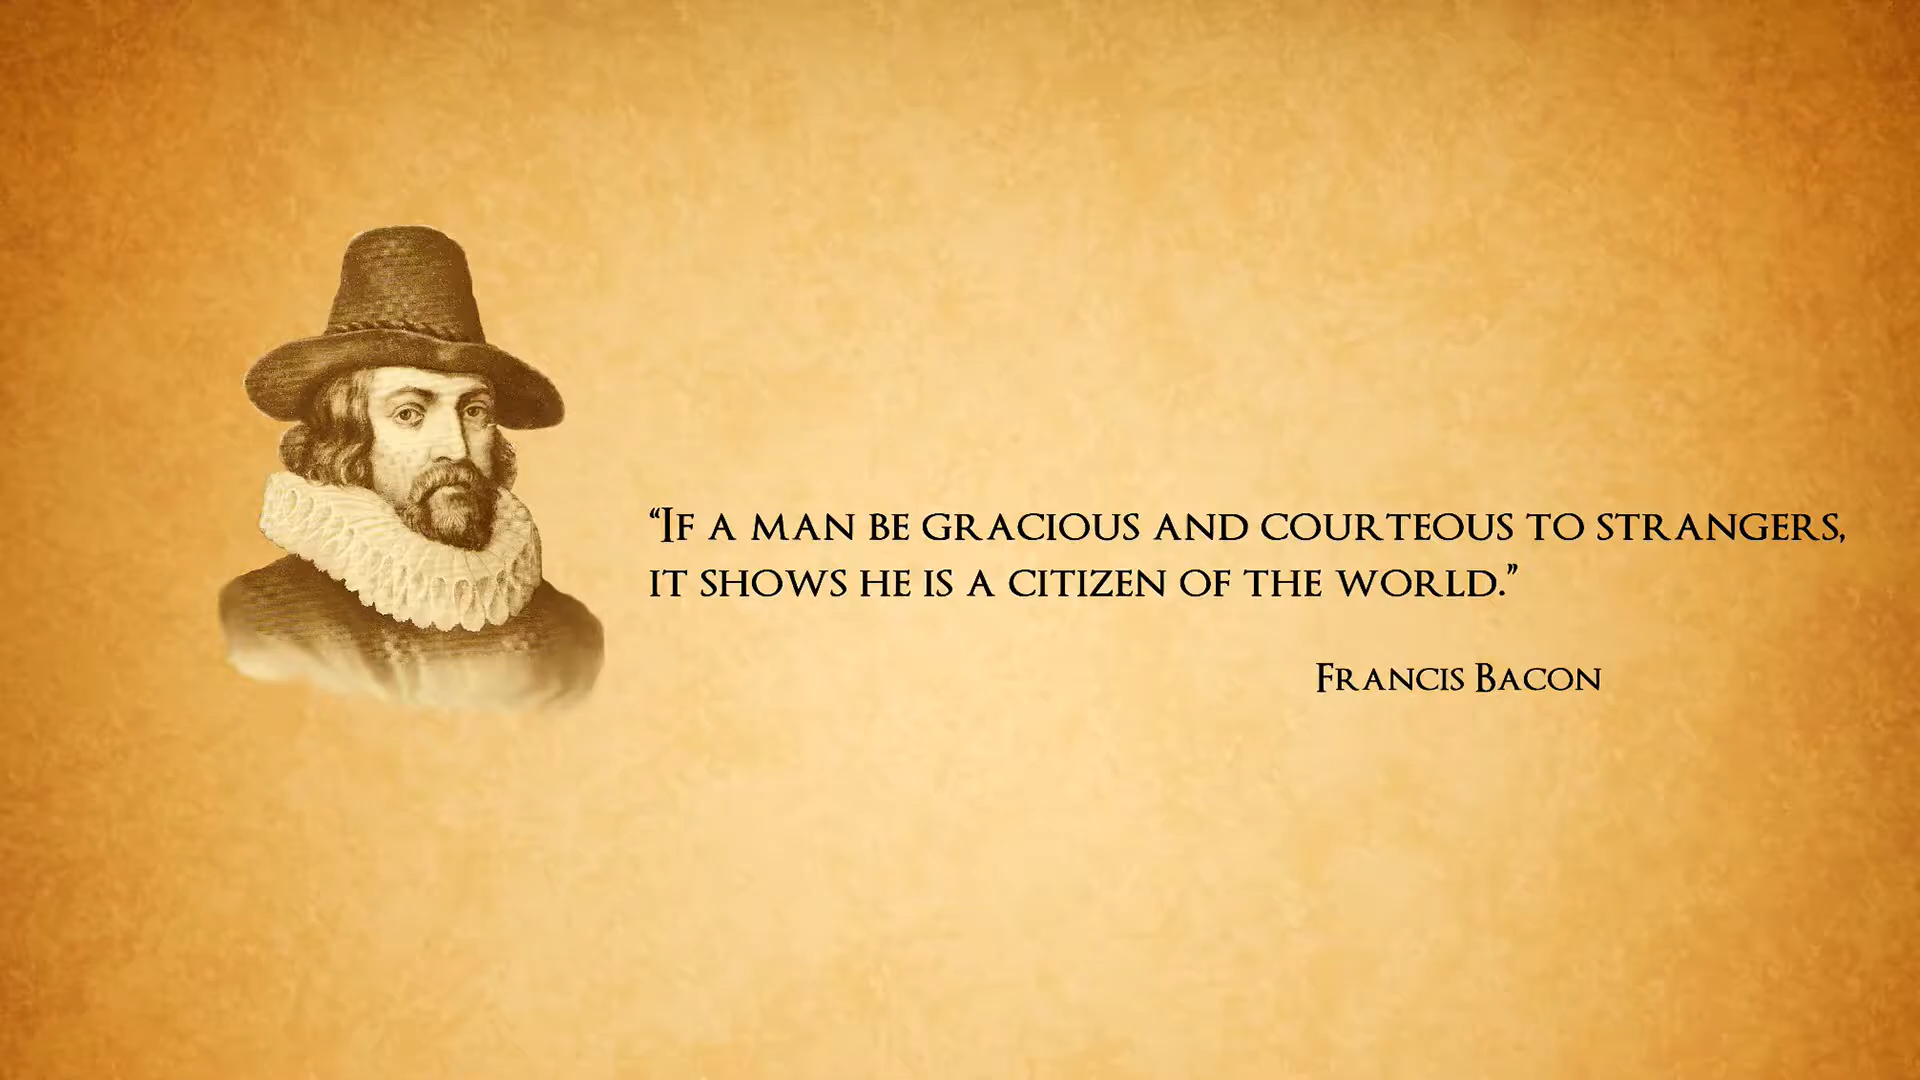 “If a man be gracious and courteous to strangers,
it shows he is a citizen of the world.”
Francis Bacon